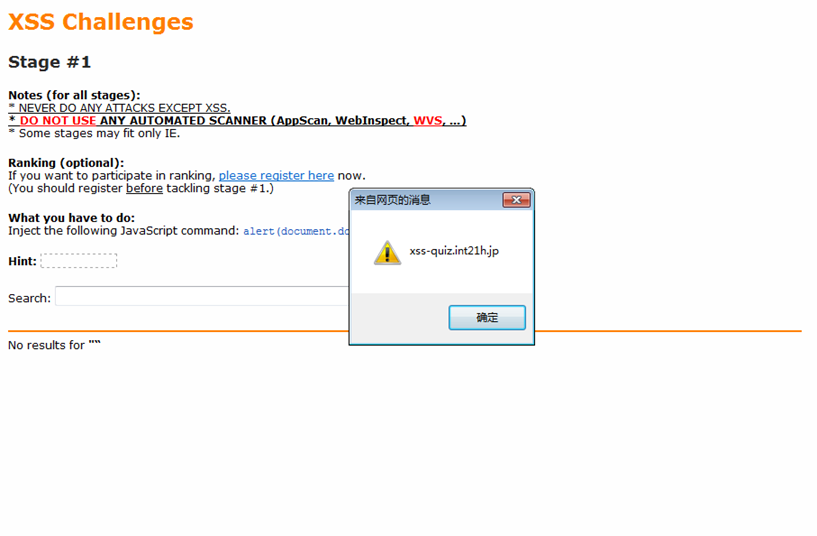 XSS Challenges
Stage #1
Notes (for all stages):
* NEVER DO ANY ATTACKS EXCEPT XSS.
* DO NOT USE ANY AUTOMATED SCANNER (AppScan, WebInspect, WVS, ...)
* Some stages may fit only IE.
Ranking (optional):
If you want to participate in ranking, please register here now.
(You should register before tackling stage #1.)
What you have to do:
Inject the following JavaScript command: alert(document.do
Hint:
Search:
No results for "“
来自网页的消息
xss-quiz.int21h.jp
确定